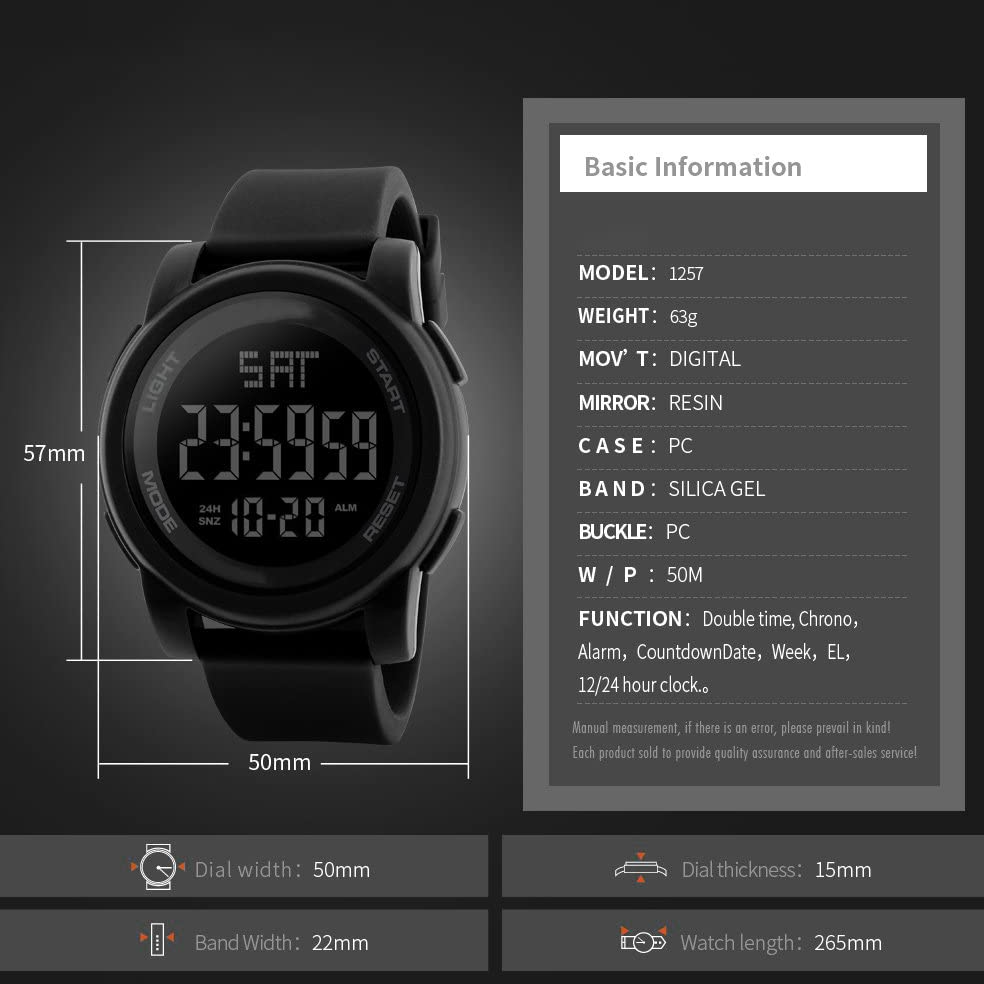 Basic Information
MODEL: 1257
WEIGHT: 63g
MOV'T: DIGITAL
MIRROR: RESIN
CASE: PC
BAND: SILICA GEL
BUCKLE: PC
W/P: 50M
FUNCTION: Double time, Chrono,
Alarm, CountdownDate, Week, EL,
12/24 hour clock.。
Manual measurement, if there is an error, please prevail in kind!
Each product sold to provide quality assurance and after-sales service!
LIGHT
START
MODE
RESET
SAT
23:59 59
24H
SNZ
10-20
ALM
57mm
50mm
Dial width: 50mm
Dial thickness: 15mm
Band Width: 22mm
Watch length: 265mm